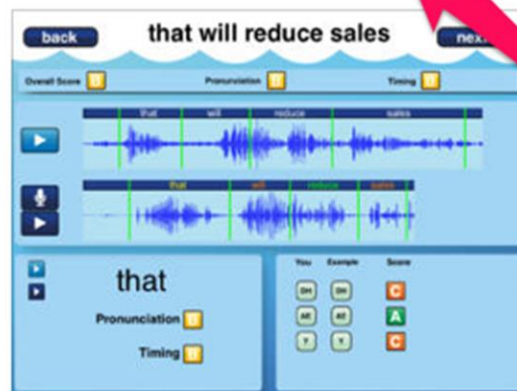 back that will reduce sales next
Overall Score B Pronunciation B Timing B
that will reduce sales
that will reduce sales
that
Pronunciation B
Timing B
You Example Score
DH DH C
AE AE A
T T C